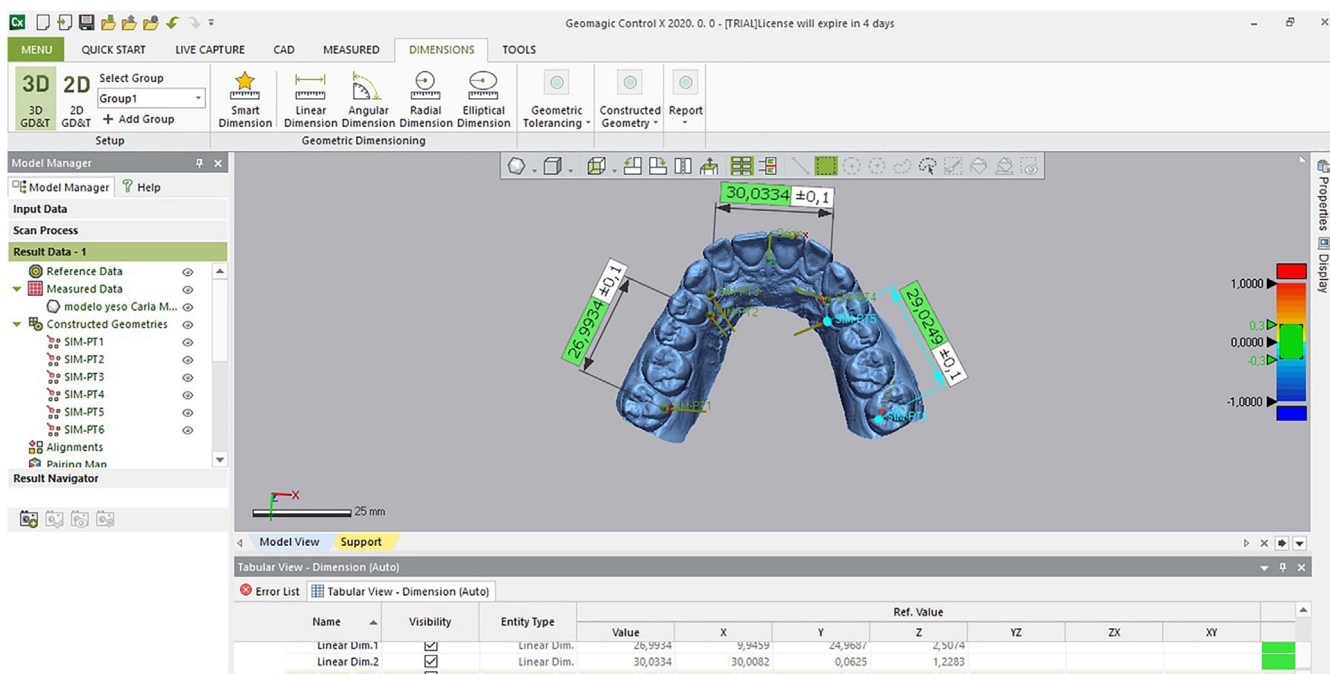 Cx Geomagic Control X 2020. 0. 0 - [TRIAL]License will expire in 4 days
MENU QUICK START LIVE CAPTURE CAD MEASURED DIMENSIONS TOOLS
3D 2D Select Group
Group1
3D GD&T 2D GD&T + Add Group
Smart Dimension Linear Dimension Angular Dimension Radial Dimension Elliptical Dimension Geometric Tolerancing Constructed Geometry Report
Setup Geometric Dimensioning
Model Manager
Model Manager Help
Input Data
Scan Process
Result Data - 1
Reference Data
Measured Data
modelo yeso Carla M...
Constructed Geometries
SIM-PT1
SIM-PT2
SIM-PT3
SIM-PT4
SIM-PT5
SIM-PT6
Alignments
Pairing Map
Result Navigator
30,0334 ±0,1
26,9934 ±0,1
29,0249 ±0,1
Origin X
SIM-PT3
SIM-PT4
SIM-PT2
SIM-PT5
SIM-PT1
SIM-PT6
X
25 mm
1,0000
0,3
0,0000
-0,3
-1,0000
Properties
Display
Model View Support
Tabular View - Dimension (Auto)
Error List Tabular View - Dimension (Auto)
Name Visibility Entity Type Ref. Value
Value X Y Z YZ ZX XY
Linear Dim.1 Linear Dim. 26,9934 9,9459 24,9687 2,5074
Linear Dim.2 Linear Dim. 30,0334 30,0082 0,0625 1,2283